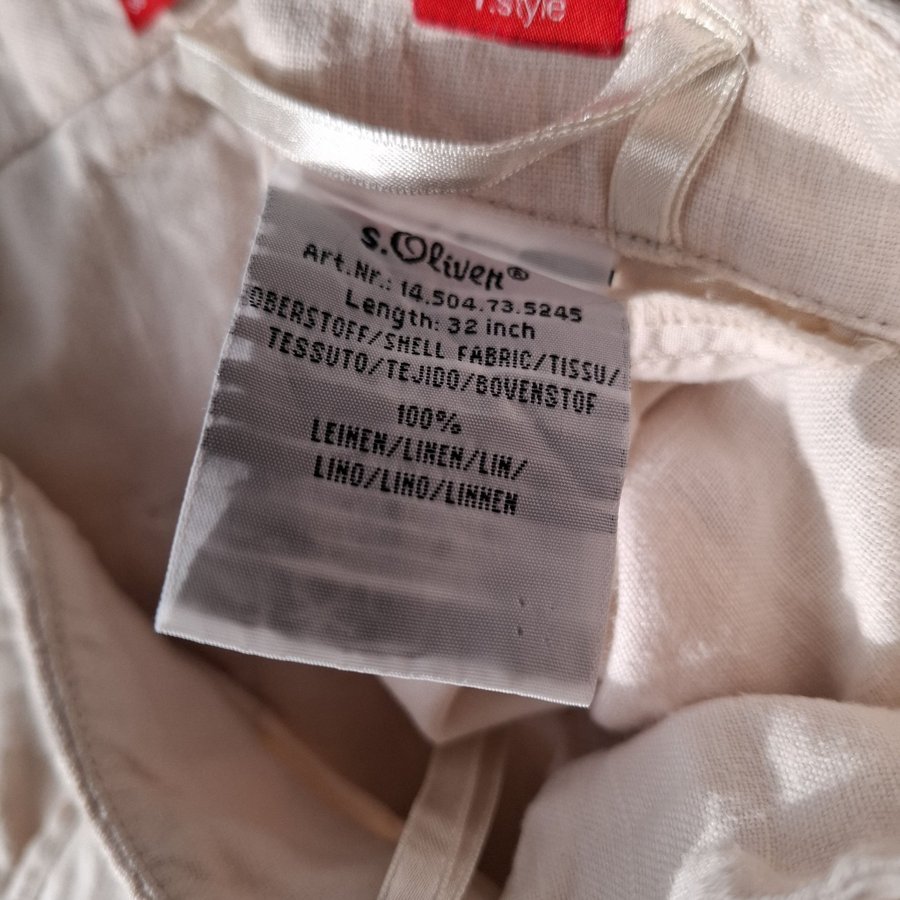 .style
s.Oliver®
Art.Nr.: 14.504.73.5245
Length: 32 inch
OBERSTOFF/SHELL FABRIC/TISSU/
TESSUTO/TEJIDO/BOVENSTOF
100%
LEINEN/LINEN/LIN/
LINO/LINO/LINNEN